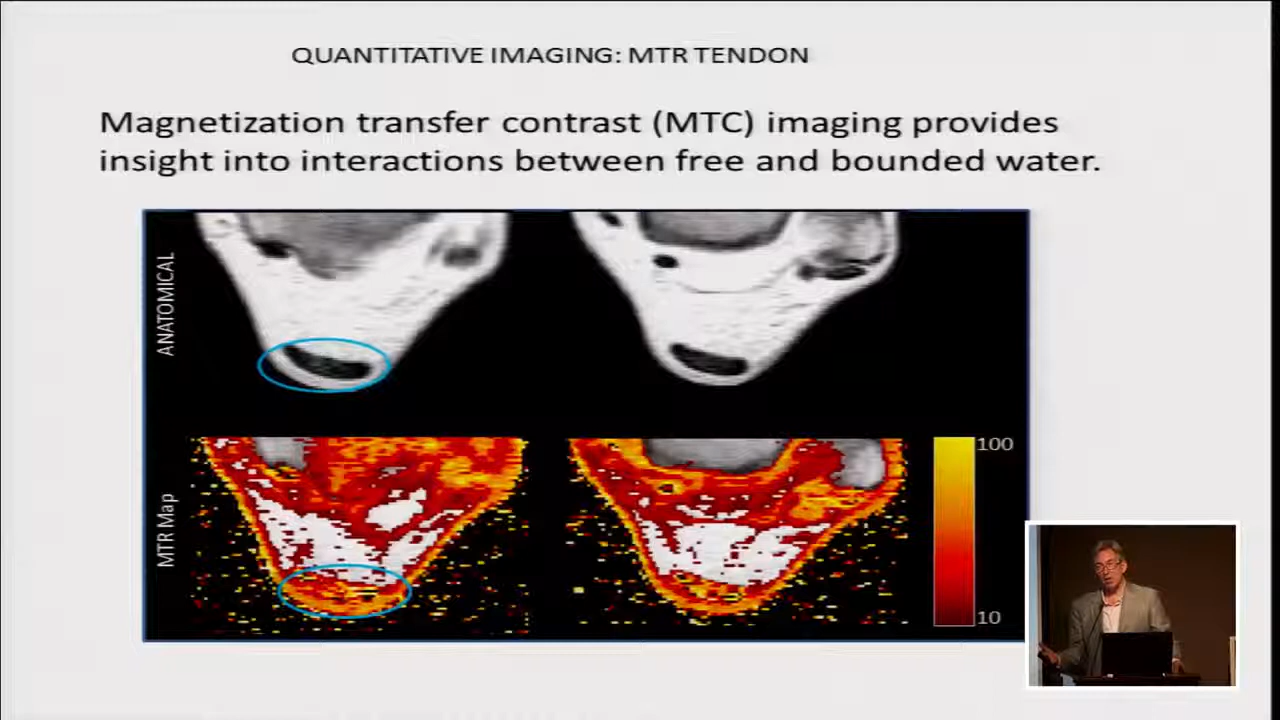 QUANTITATIVE IMAGING: MTR TENDON
Magnetization transfer contrast (MTC) imaging provides
insight into interactions between free and bounded water.
ANATOMICAL
MTR Map
100
10